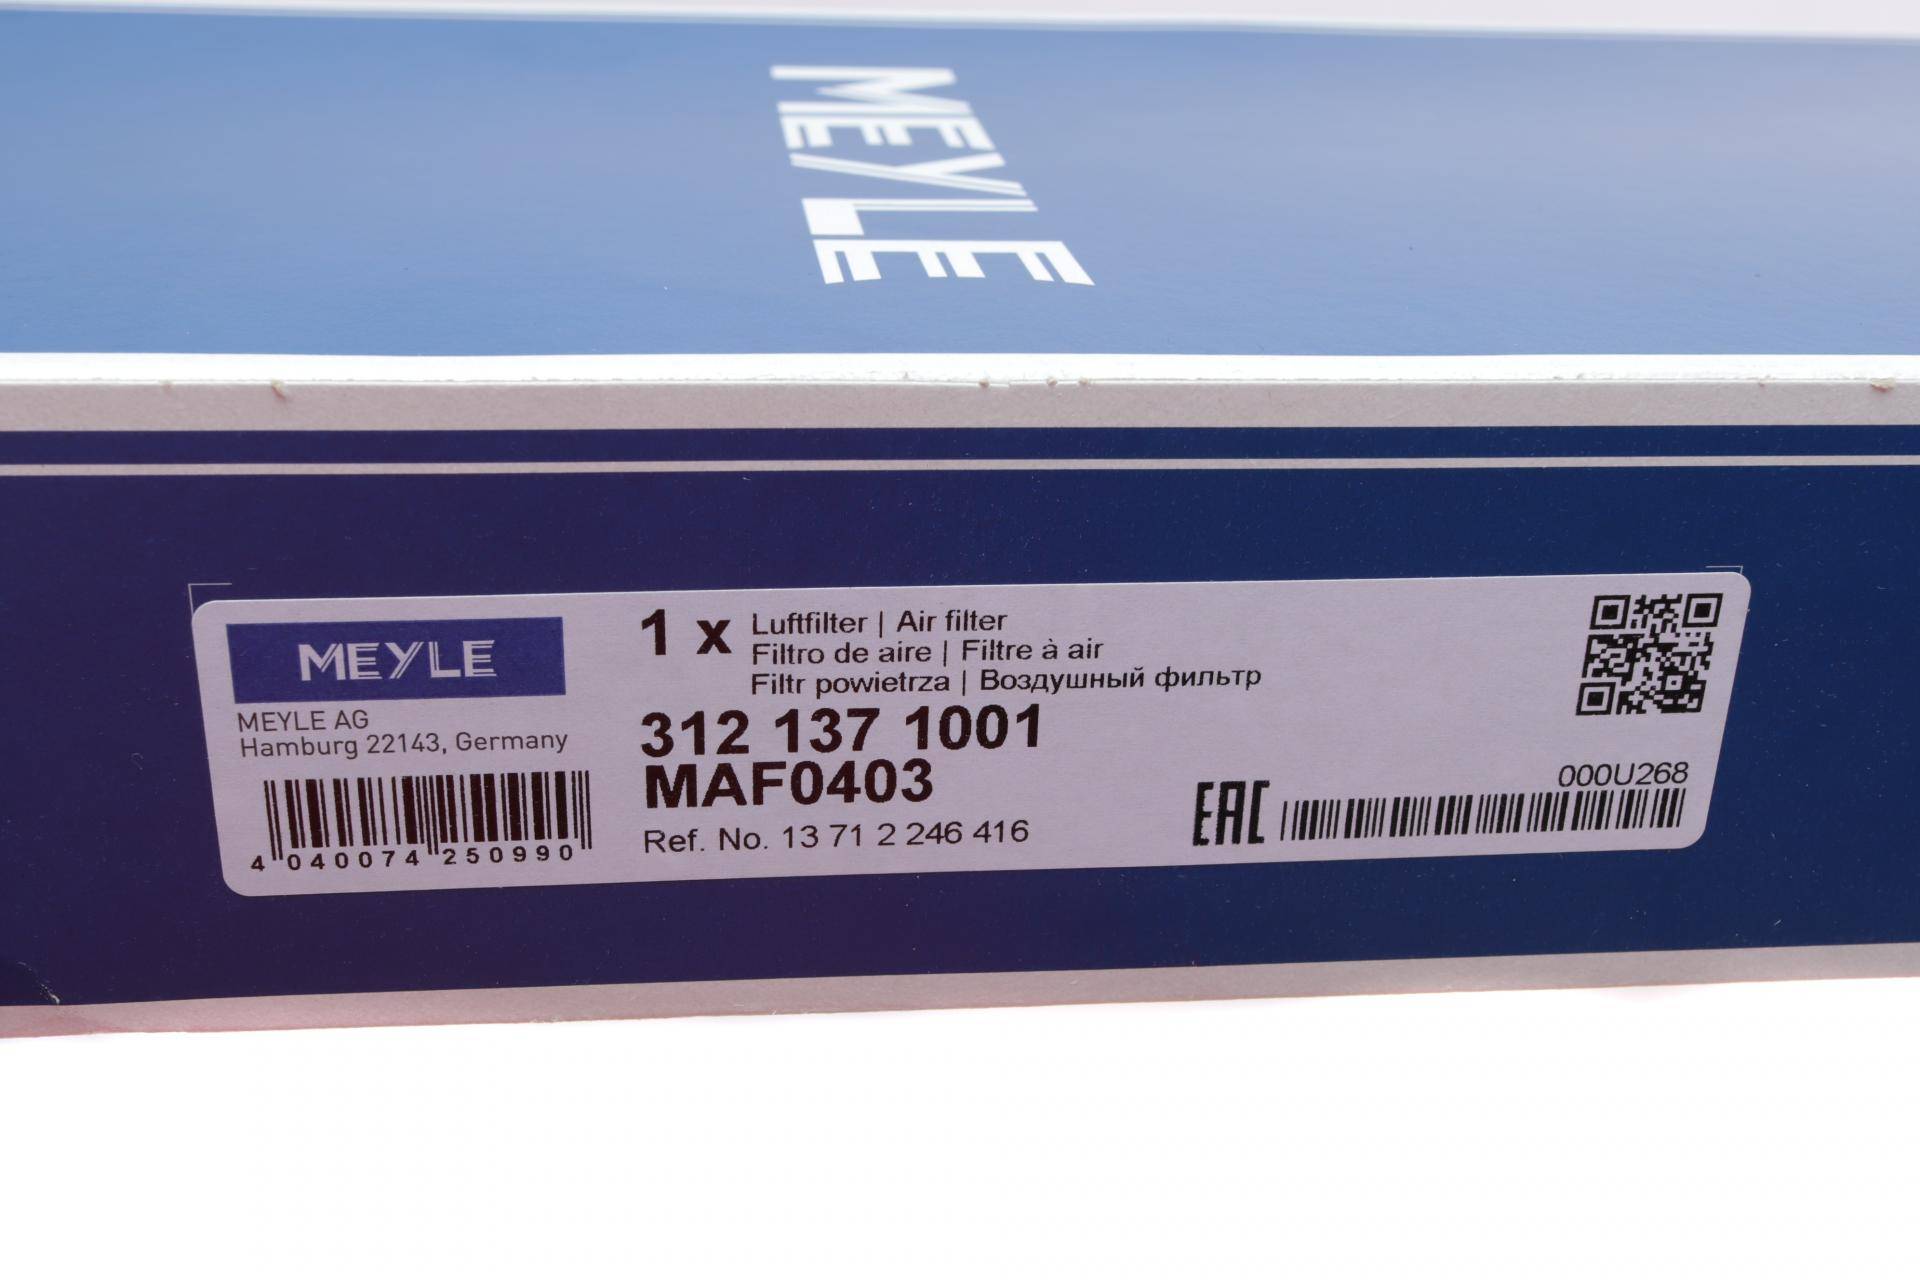 MEYLE
MEYLE
MEYLE AG
Hamburg 22143, Germany
4 040074 250990
1 x
Luftfilter | Air filter
Filtro de aire | Filtre à air
Filtr powietrza | Воздушный фильтр
312 137 1001
MAF0403
Ref. No. 13 71 2 246 416
EAC
000U268